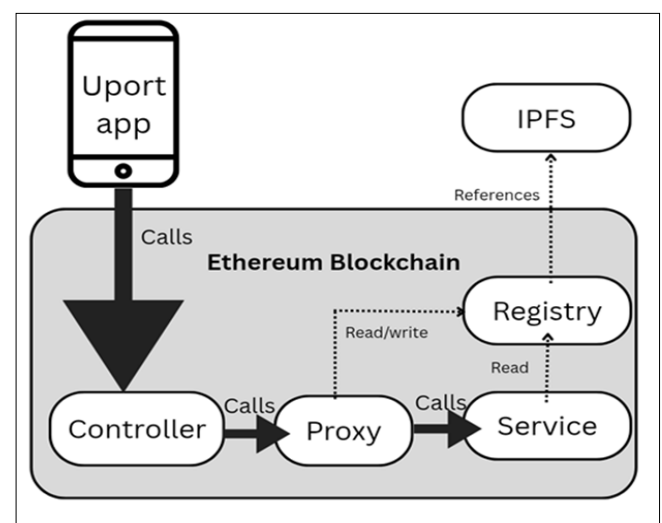 Uport
app
IPFS
References
Calls
Ethereum Blockchain
Registry
Read/write
Read
Calls
Calls
Controller
Proxy
Service